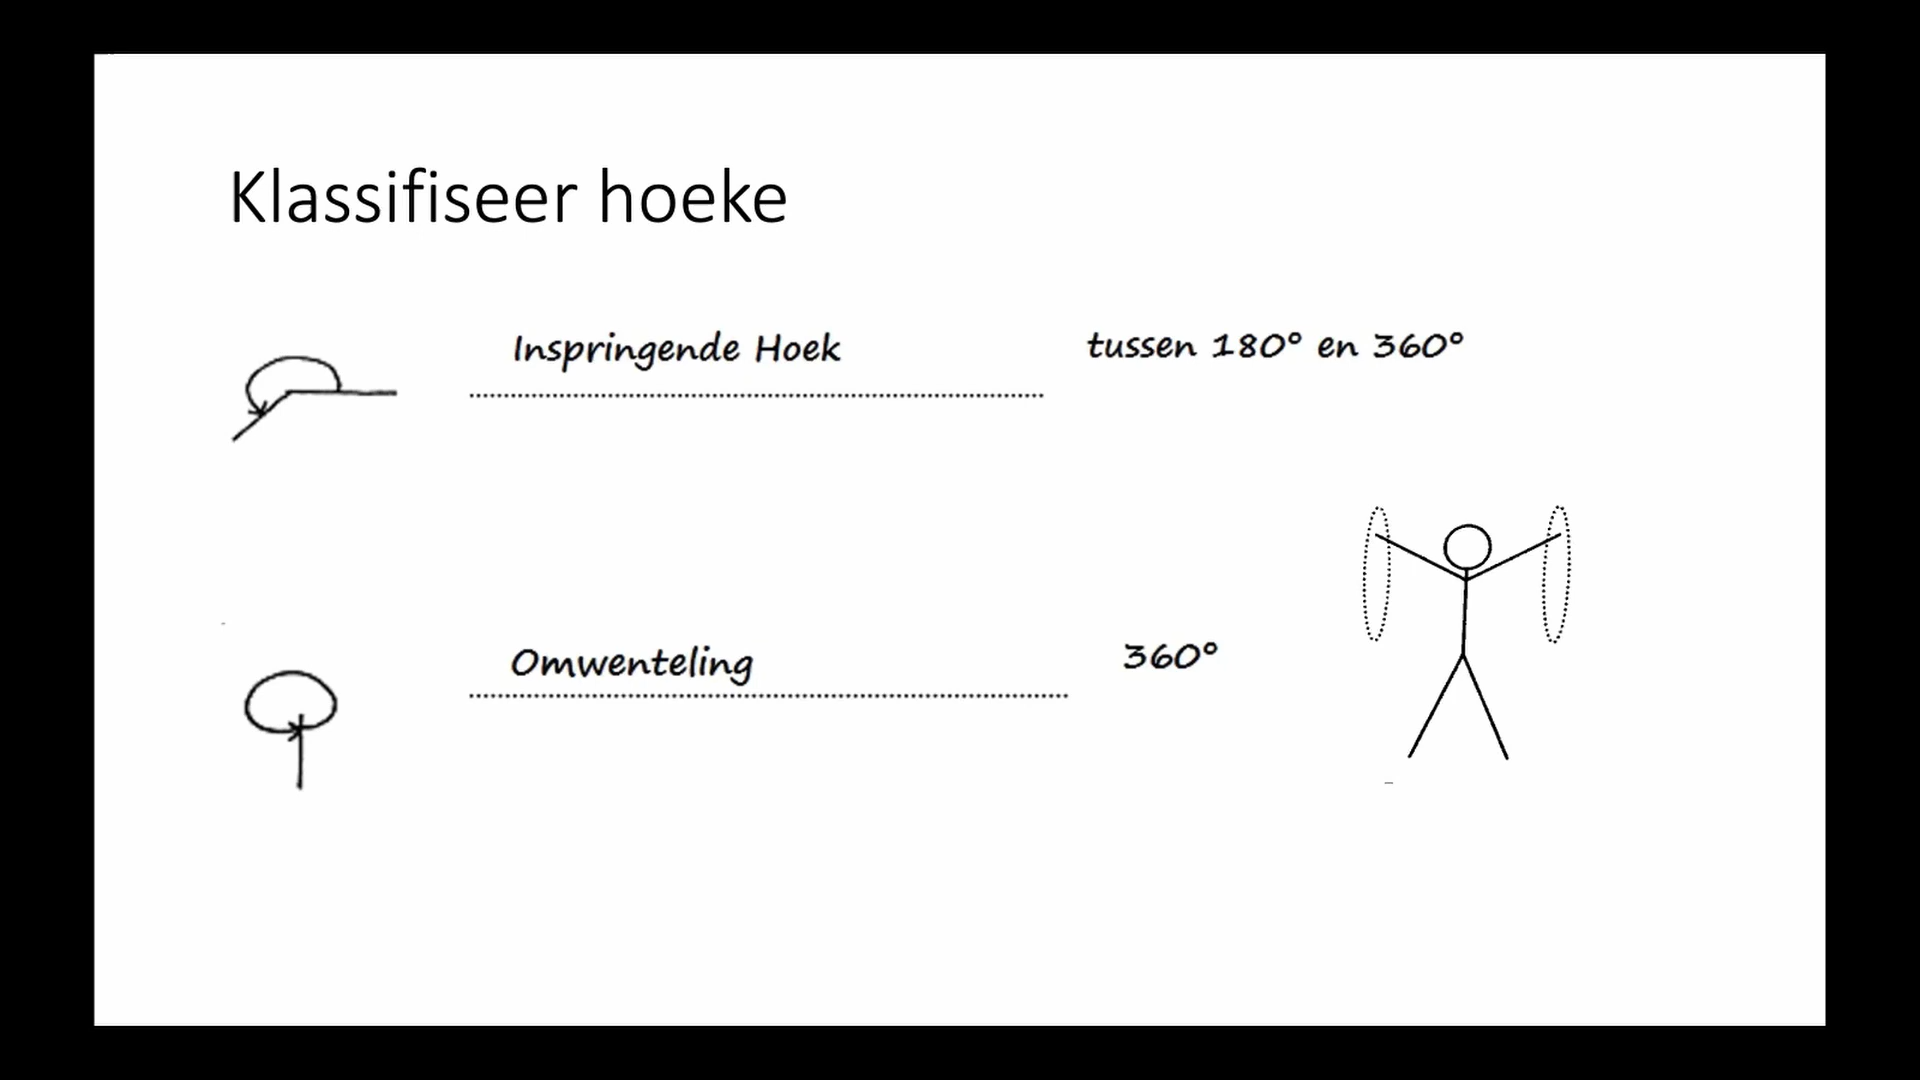 Klassifiseer hoeke
Inspringende Hoek tussen 180° en 360°
Omwenteling 360°